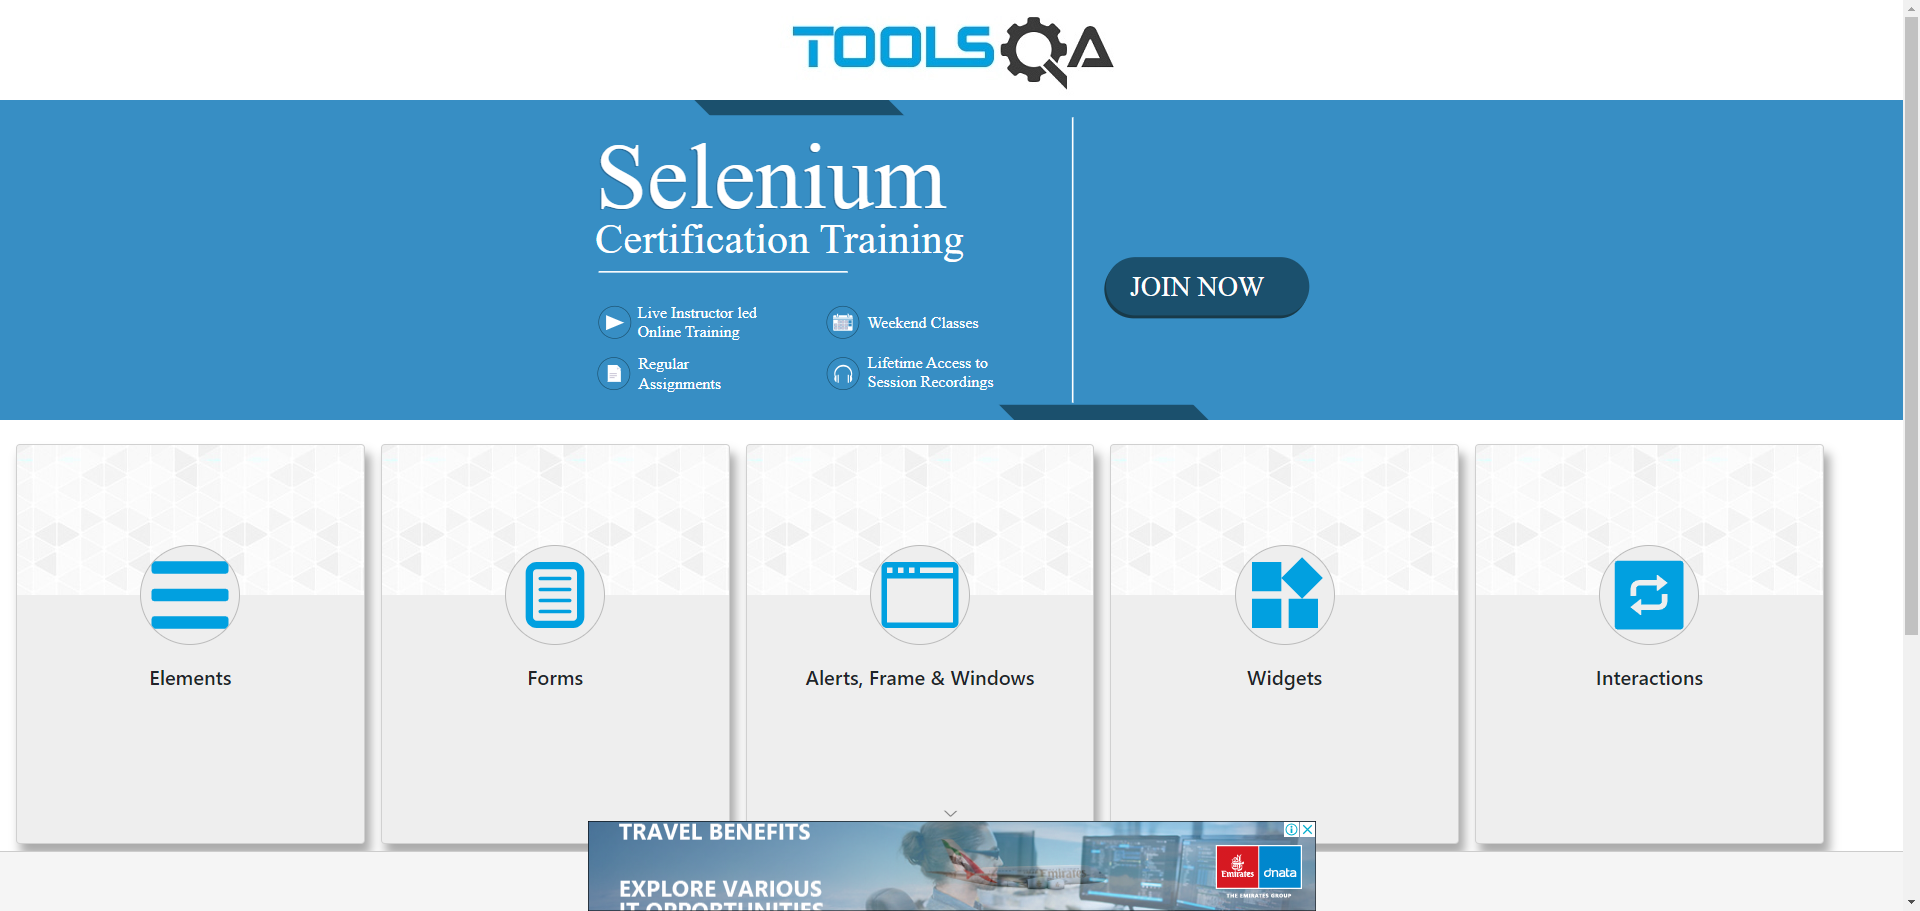 TOOLSQA
Selenium
Certification Training
JOIN NOW
Live Instructor led
Online Training
Weekend Classes
Regular
Assignments
Lifetime Access to
Session Recordings
Elements
Forms
Alerts, Frame & Windows
Widgets
Interactions
TRAVEL BENEFITS
EXPLORE VARIOUS
IT OPPORTUNITIES
Emirates
dnata
THE EMIRATES GROUP